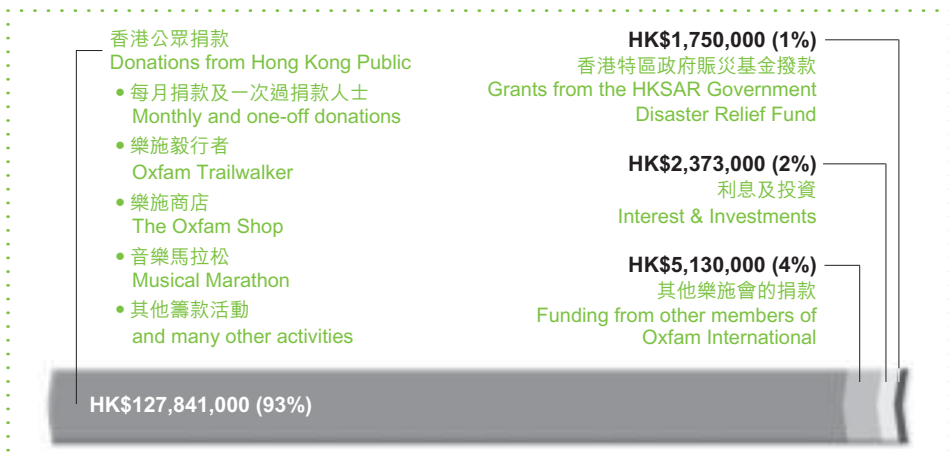 香港公眾捐款
Donations from Hong Kong Public
• 每月捐款及一次過捐款人士
Monthly and one-off donations
• 樂施毅行者
Oxfam Trailwalker
• 樂施商店
The Oxfam Shop
• 音樂馬拉松
Musical Marathon
• 其他籌款活動
and many other activities
HK$1,750,000 (1%)
香港特區政府賑災基金撥款
Grants from the HKSAR Government
Disaster Relief Fund
HK$2,373,000 (2%)
利息及投資
Interest & Investments
HK$5,130,000 (4%)
其他樂施會的捐款
Funding from other members of
Oxfam International
HK$127,841,000 (93%)